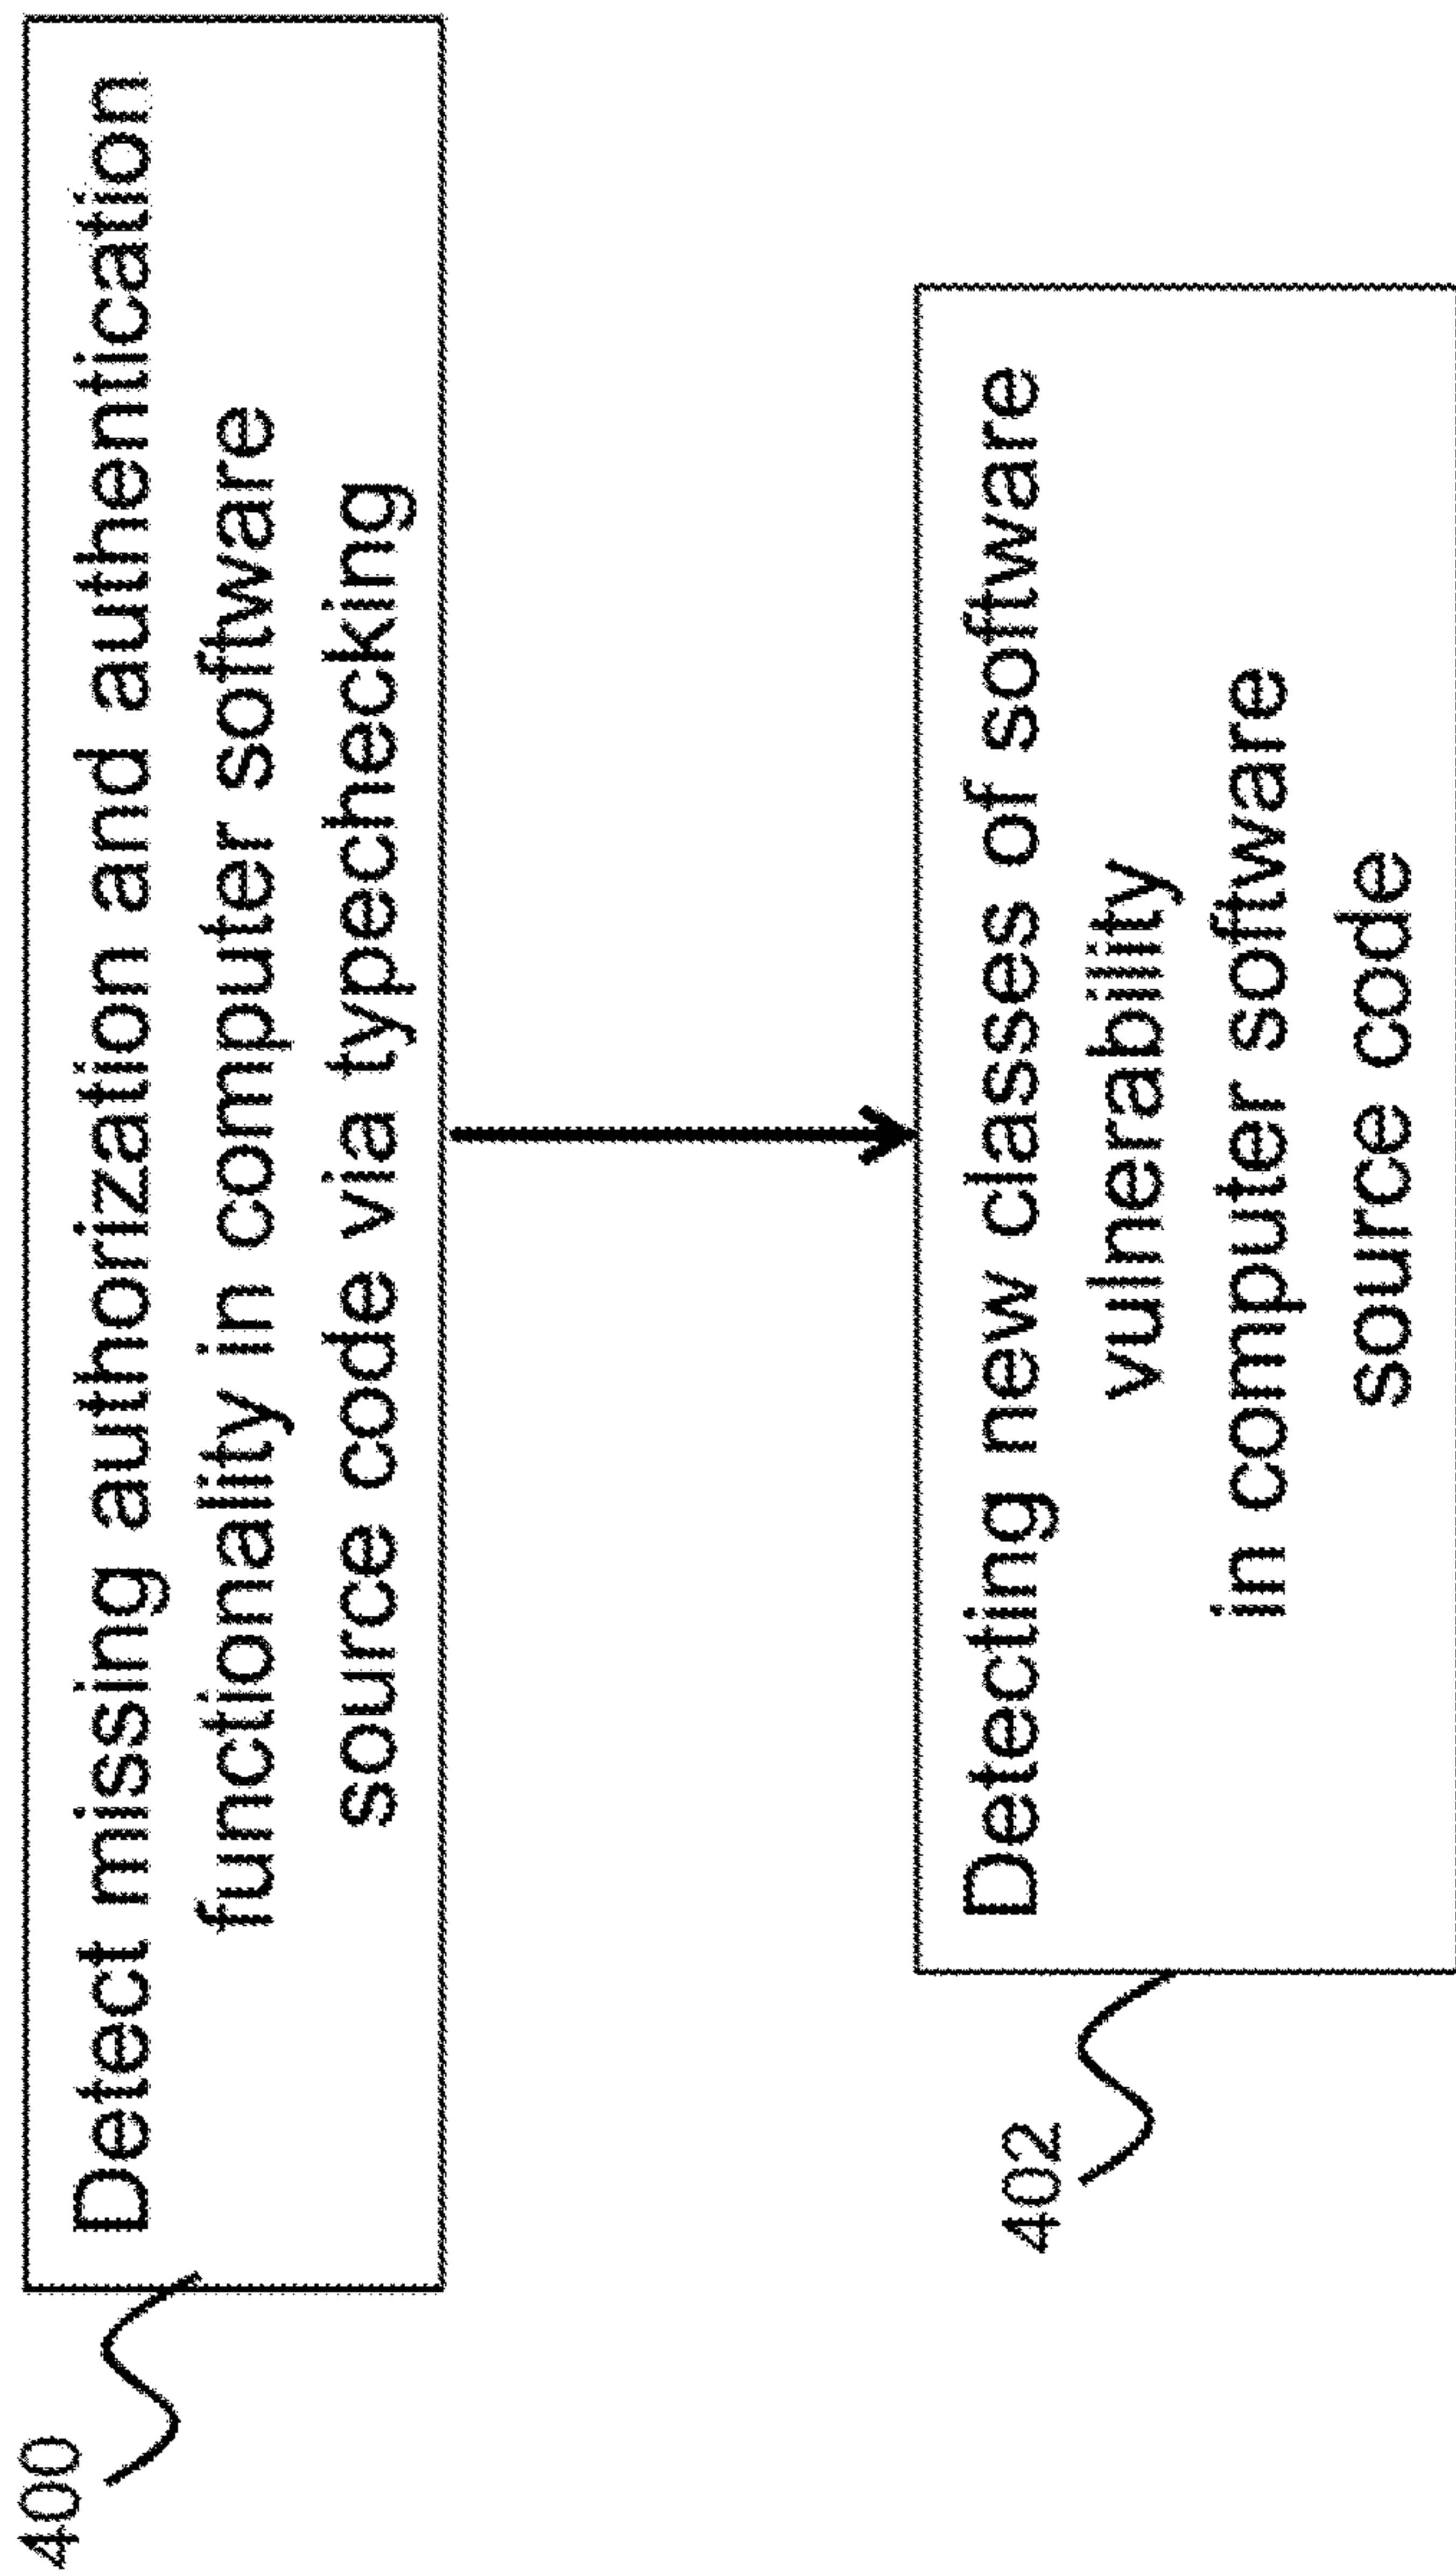 400
Detect missing authorization and authentication
functionality in computer software
source code via typechecking
402
Detecting new classes of software
vulnerability
in computer software
source code